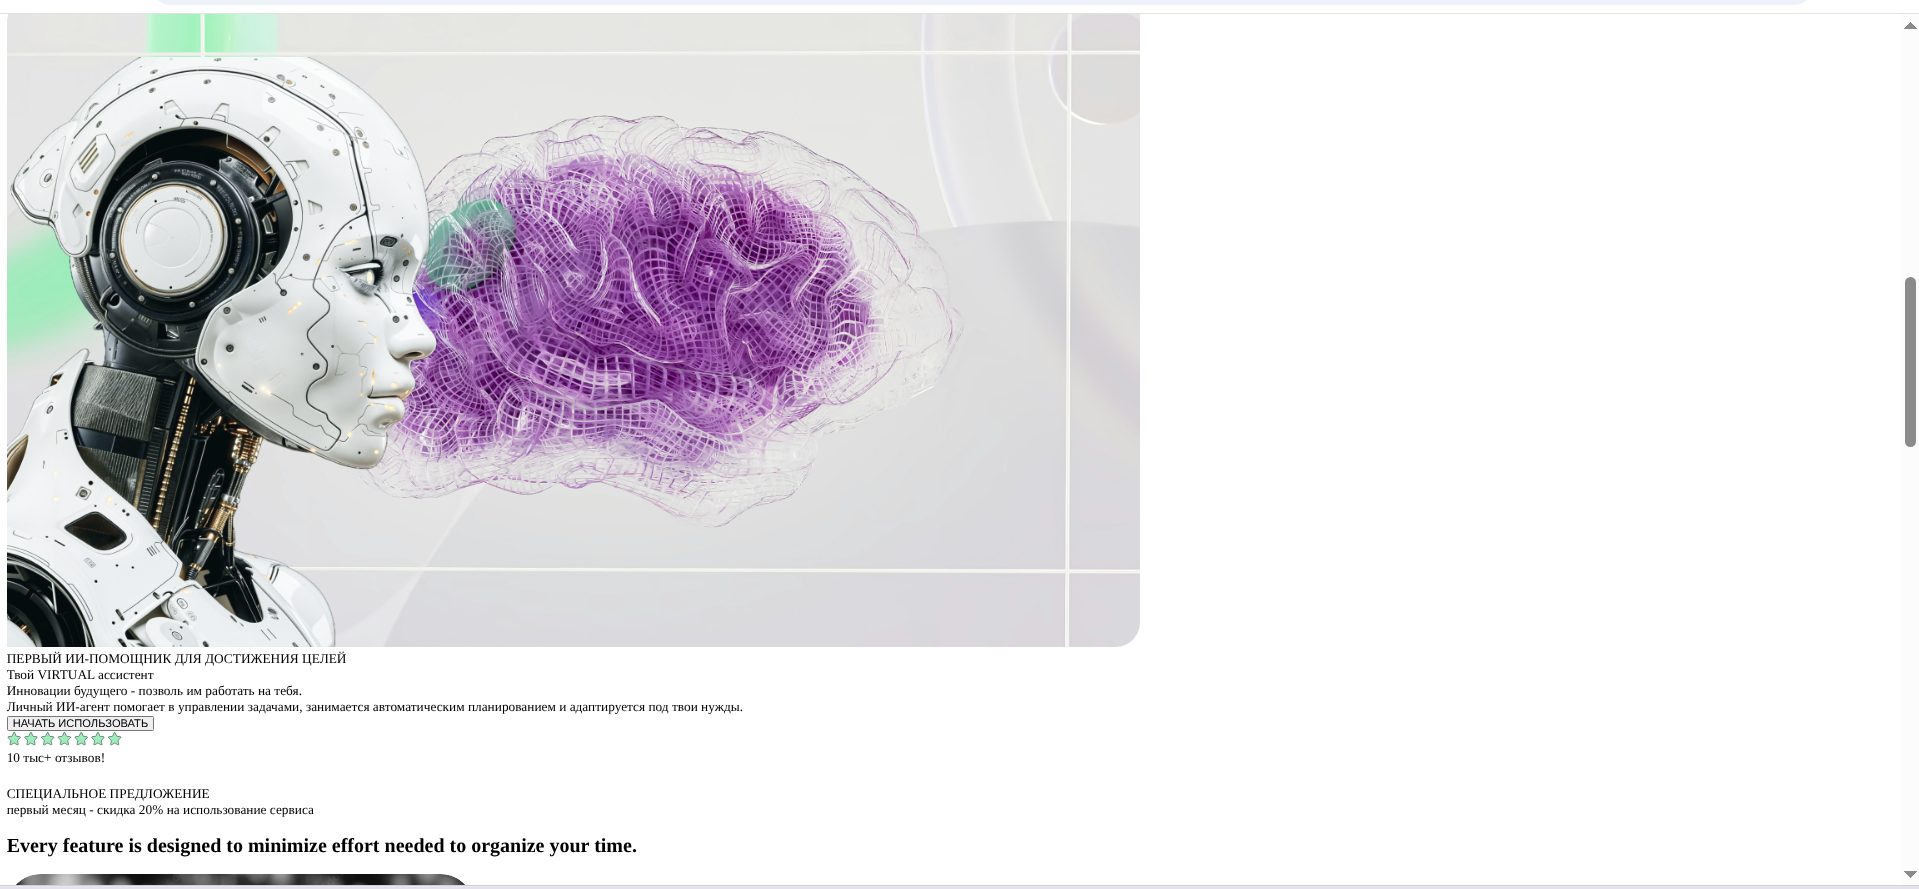 ПЕРВЫЙ ИИ-ПОМОЩНИК ДЛЯ ДОСТИЖЕНИЯ ЦЕЛЕЙ
Твой VIRTUAL ассистент
Инновации будущего - позволь им работать на тебя.
Личный ИИ-агент помогает в управлении задачами, занимается автоматическим планированием и адаптируется под твои нужды.
НАЧАТЬ ИСПОЛЬЗОВАТЬ
10 тыс+ отзывов!
СПЕЦИАЛЬНОЕ ПРЕДЛОЖЕНИЕ
первый месяц - скидка 20% на использование сервиса
Every feature is designed to minimize effort needed to organize your time.